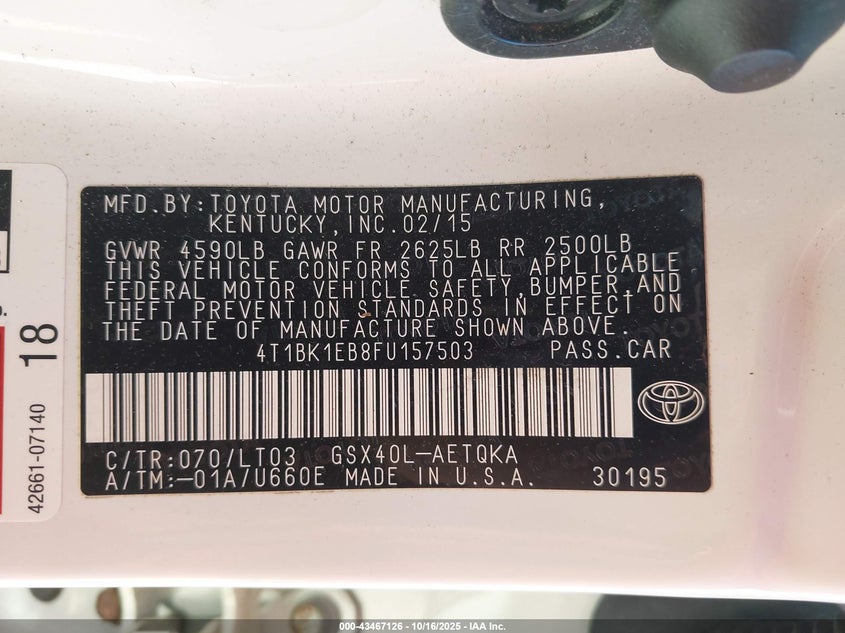 MFD.BY:TOYOTA MOTOR MANUFACTURING,
KENTUCKY,INC.02/15
GVWR 4590LB GAWR FR 2625LB RR 2500LB
THIS VEHICLE CONFORMS TO ALL APPLICABLE
FEDERAL MOTOR VEHICLE SAFETY,BUMPER,AND
THEFT PREVENTION STANDARDS IN EFFECT ON
THE DATE OF MANUFACTURE SHOWN ABOVE.
4T1BK1EB8FU157503 PASS.CAR
C/TR:070/LT03 GSX40L-AETQKA
A/TM:-01A/U660E MADE IN U.S.A. 30195
18
42661-07140
000-43467126 - 10/16/2025 - IAA Inc.